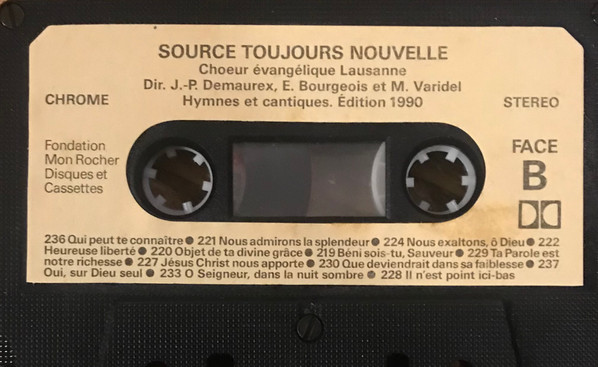 SOURCE TOUJOURS NOUVELLE
Choeur évangélique Lausanne
Dir. J.-P. Demaurex, E. Bourgeois et M. Varidel
Hymnes et cantiques. Édition 1990
CHROME
STEREO
Fondation
Mon Rocher
Disques et
Cassettes
FACE
B
236 Qui peut te connaître ● 221 Nous admirons la splendeur ● 224 Nous exaltons, ô Dieu ● 222
Heureuse liberté ● 220 Objet de ta divine grâce ● 219 Béni sois-tu, Sauveur ● 229 Ta Parole est
notre richesse ● 227 Jésus Christ nous apporte ● 230 Que deviendrait dans sa faiblesse ● 237
Oui, sur Dieu seul ● 233 O Seigneur, dans la nuit sombre ● 228 Il n'est point ici-bas